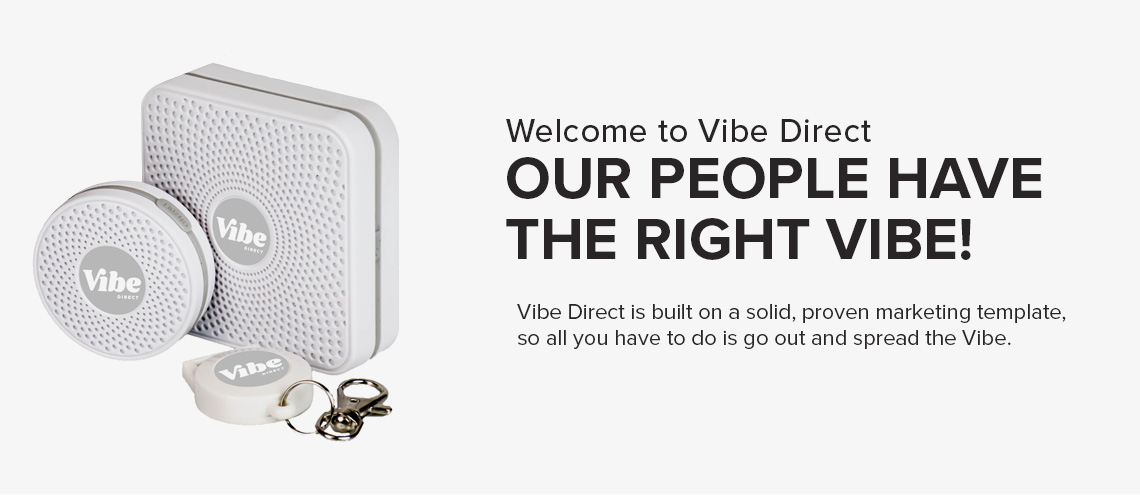 Welcome to Vibe Direct
OUR PEOPLE HAVE
THE RIGHT VIBE!
Vibe Direct is built on a solid, proven marketing template,
so all you have to do is go out and spread the Vibe.
Vibe
DIRECT
Vibe
DIRECT
Vibe
DIRECT